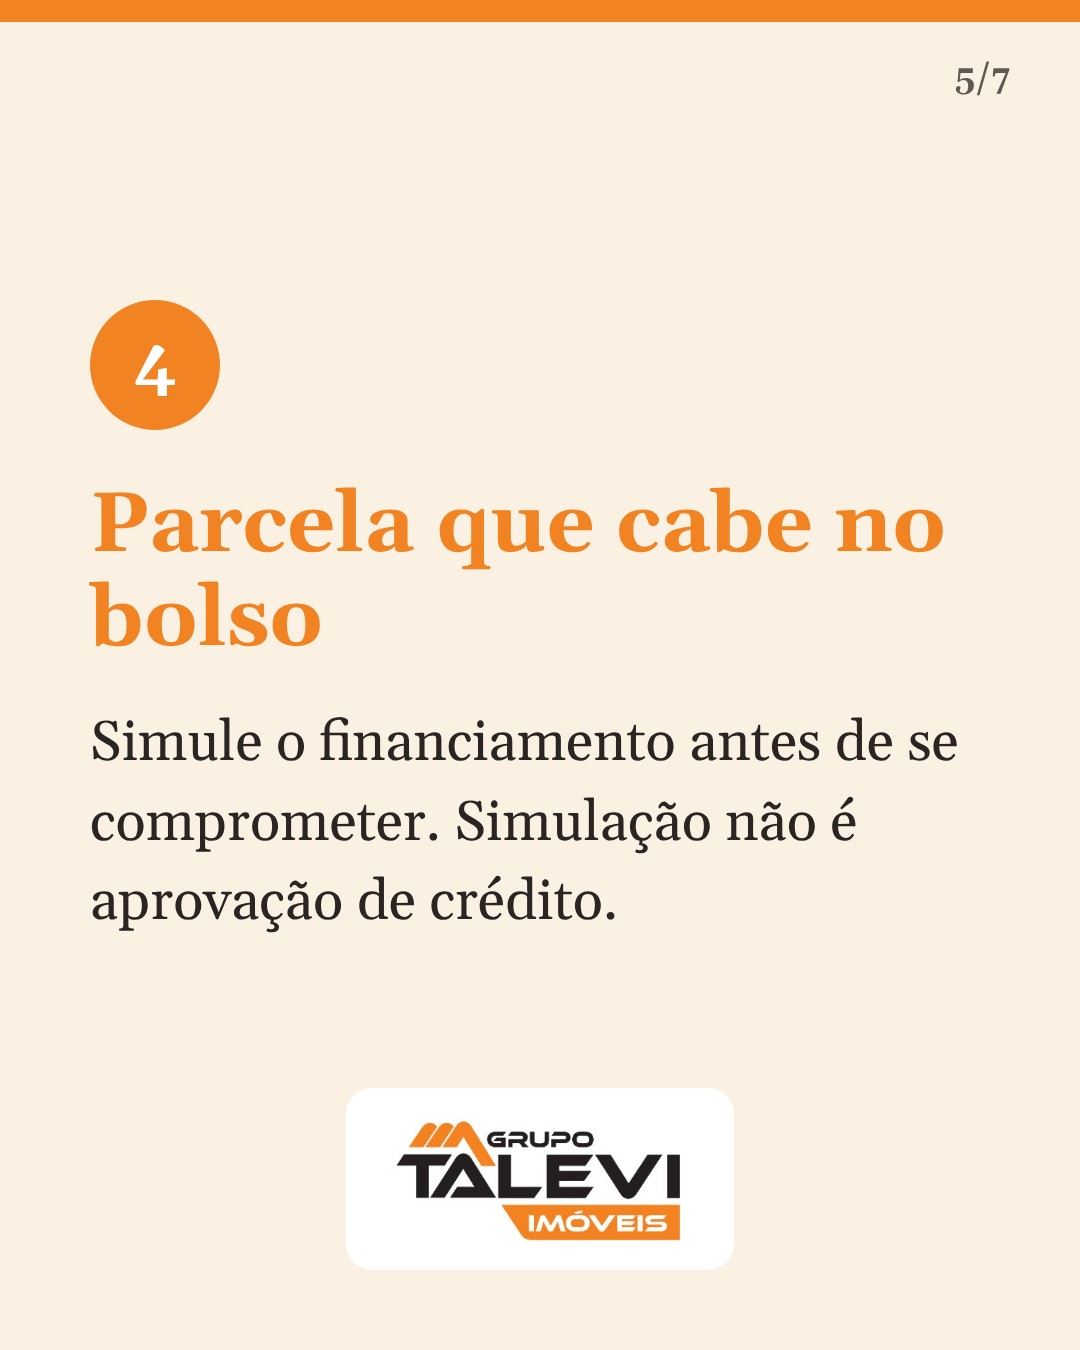 5/7
4
Parcela que cabe no
bolso
Simule o financiamento antes de se
comprometer. Simulação não é
aprovação de crédito.
GRUPO
TALEVI
IMÓVEIS